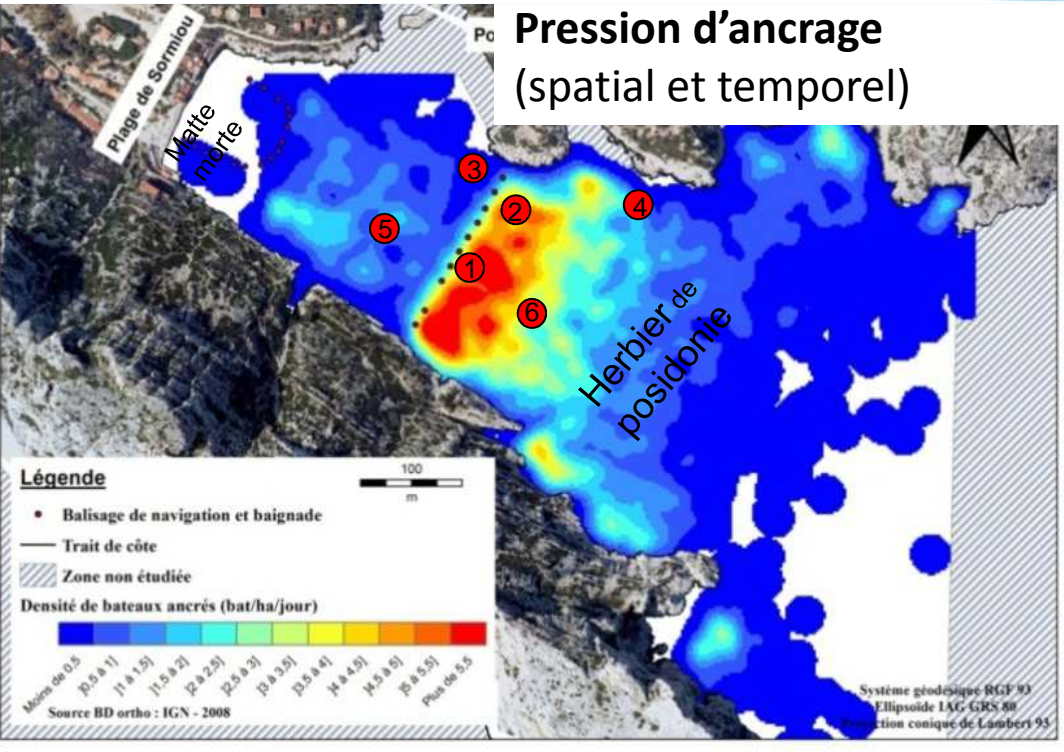 Pression d’ancrage
(spatial et temporel)
Po
Plage de Sormiou
Matte
morte
3
2
4
5
1
6
Herbier de
posidonie
Légende
100
m
Balisage de navigation et baignade
Trait de côte
Zone non étudiée
Densité de bateaux ancrés (bat/ha/jour)
Moins de 0,5
]0,5 à 1]
]1 à 1,5]
]1,5 à 2]
]2 à 2,5]
]2,5 à 3]
]3 à 3,5]
]3,5 à 4]
]4 à 4,5]
]4,5 à 5]
]5 à 5,5]
Plus de 5,5
Source BD ortho : IGN - 2008
Système géodésique RGF 93
Ellipsoïde IAG GRS 80
conique de Lambert 93